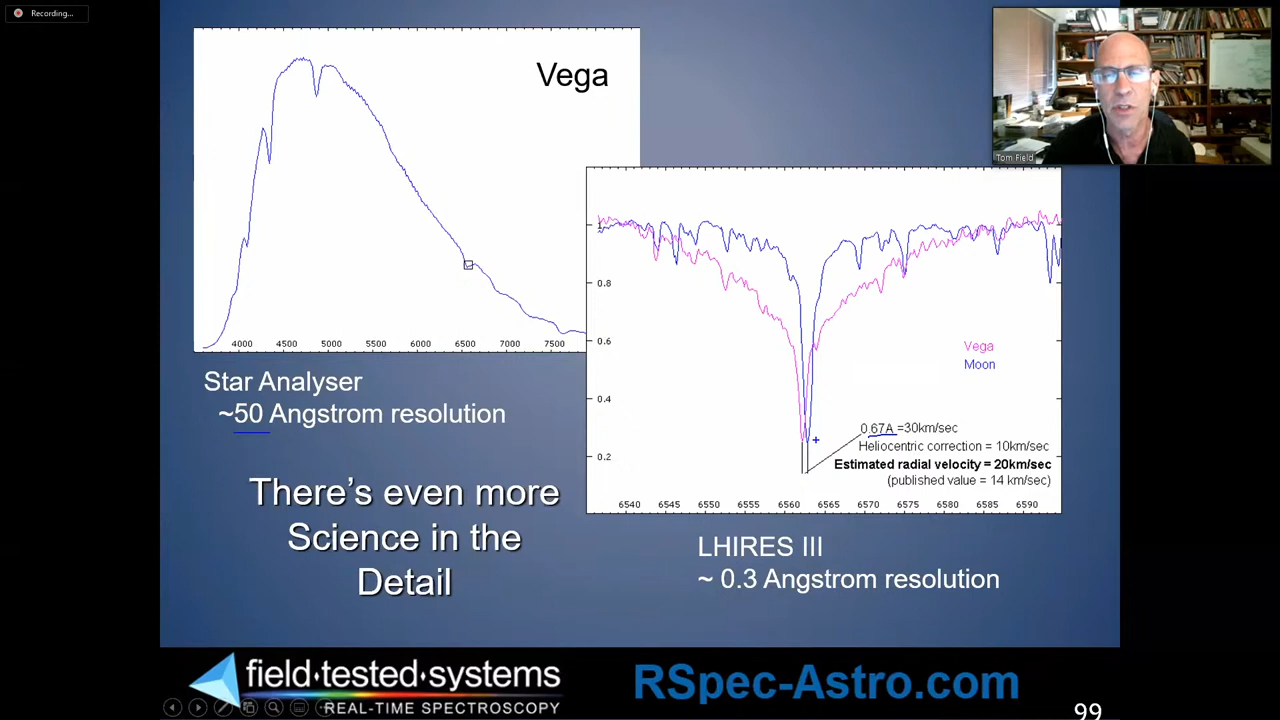 Recording...
Vega
4000 4500 5000 5500 6000 6500 7000 7500
Tom Field
Star Analyser
~50 Angstrom resolution
There's even more
Science in the
Detail
1
0.8
0.6
0.4
0.2
Vega
Moon
0.67A =30km/sec
Heliocentric correction = 10km/sec
Estimated radial velocity = 20km/sec
(published value = 14 km/sec)
6540 6545 6550 6555 6560 6565 6570 6575 6580 6585 6590
LHIRES III
~ 0.3 Angstrom resolution
field·tested·systems
REAL-TIME SPECTROSCOPY
RSpec-Astro.com
99